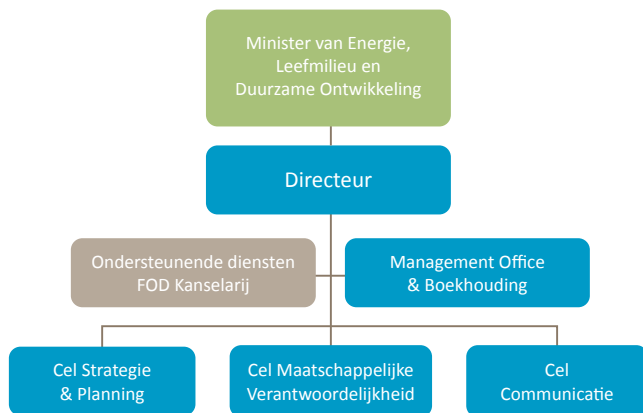 Minister van Energie,
Leefmilieu en
Duurzame Ontwikkeling
Directeur
Ondersteunende diensten
FOD Kanselarij
Management Office
& Boekhouding
Cel Strategie
& Planning
Cel Maatschappelijke
Verantwoordelijkheid
Cel
Communicatie